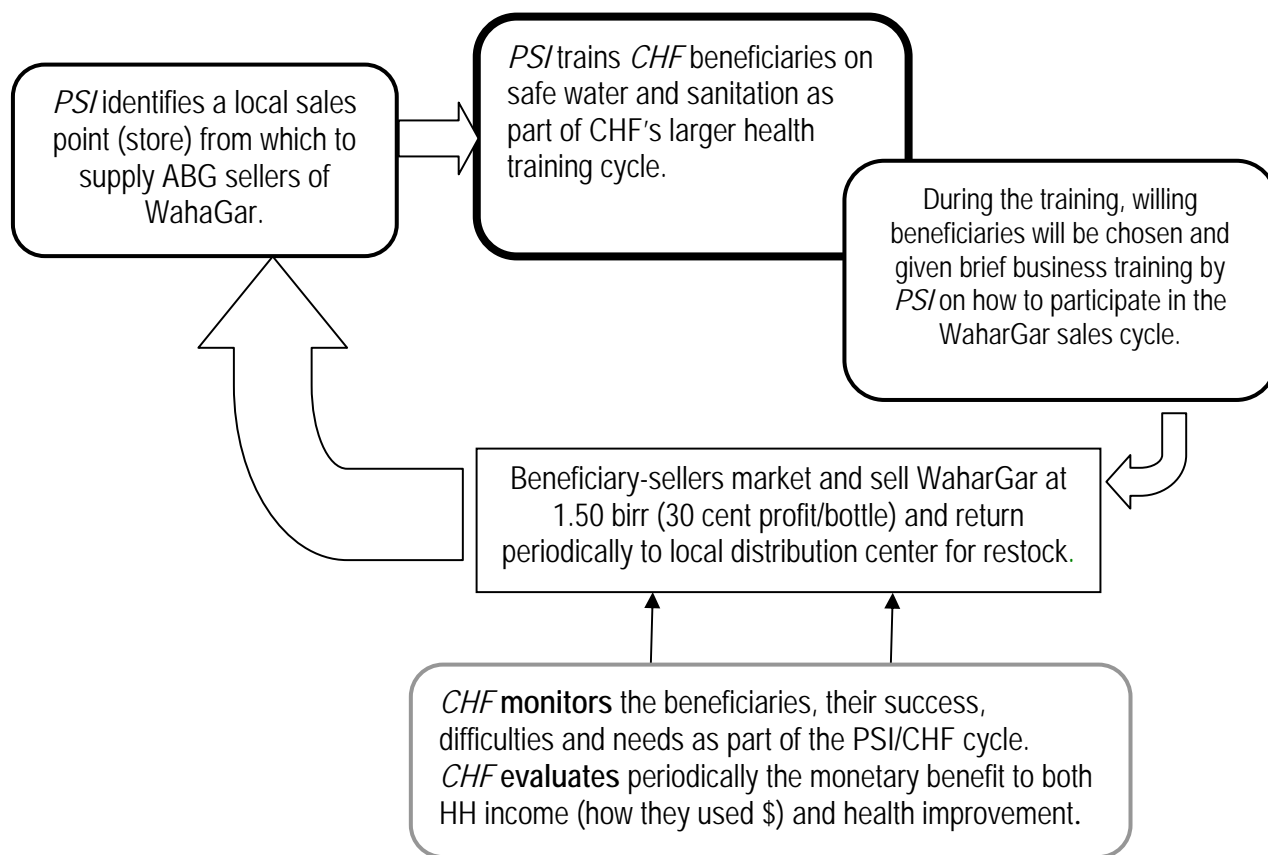 PSI identifies a local sales
point (store) from which to
supply ABG sellers of
WahaGar.
PSI trains CHF beneficiaries on
safe water and sanitation as
part of CHF's larger health
training cycle.
During the training, willing
beneficiaries will be chosen and
given brief business training by
PSI on how to participate in the
WaharGar sales cycle.
Beneficiary-sellers market and sell WaharGar at
1.50 birr (30 cent profit/bottle) and return
periodically to local distribution center for restock.
CHF monitors the beneficiaries, their success,
difficulties and needs as part of the PSI/CHF cycle.
CHF evaluates periodically the monetary benefit to both
HH income (how they used $) and health improvement.